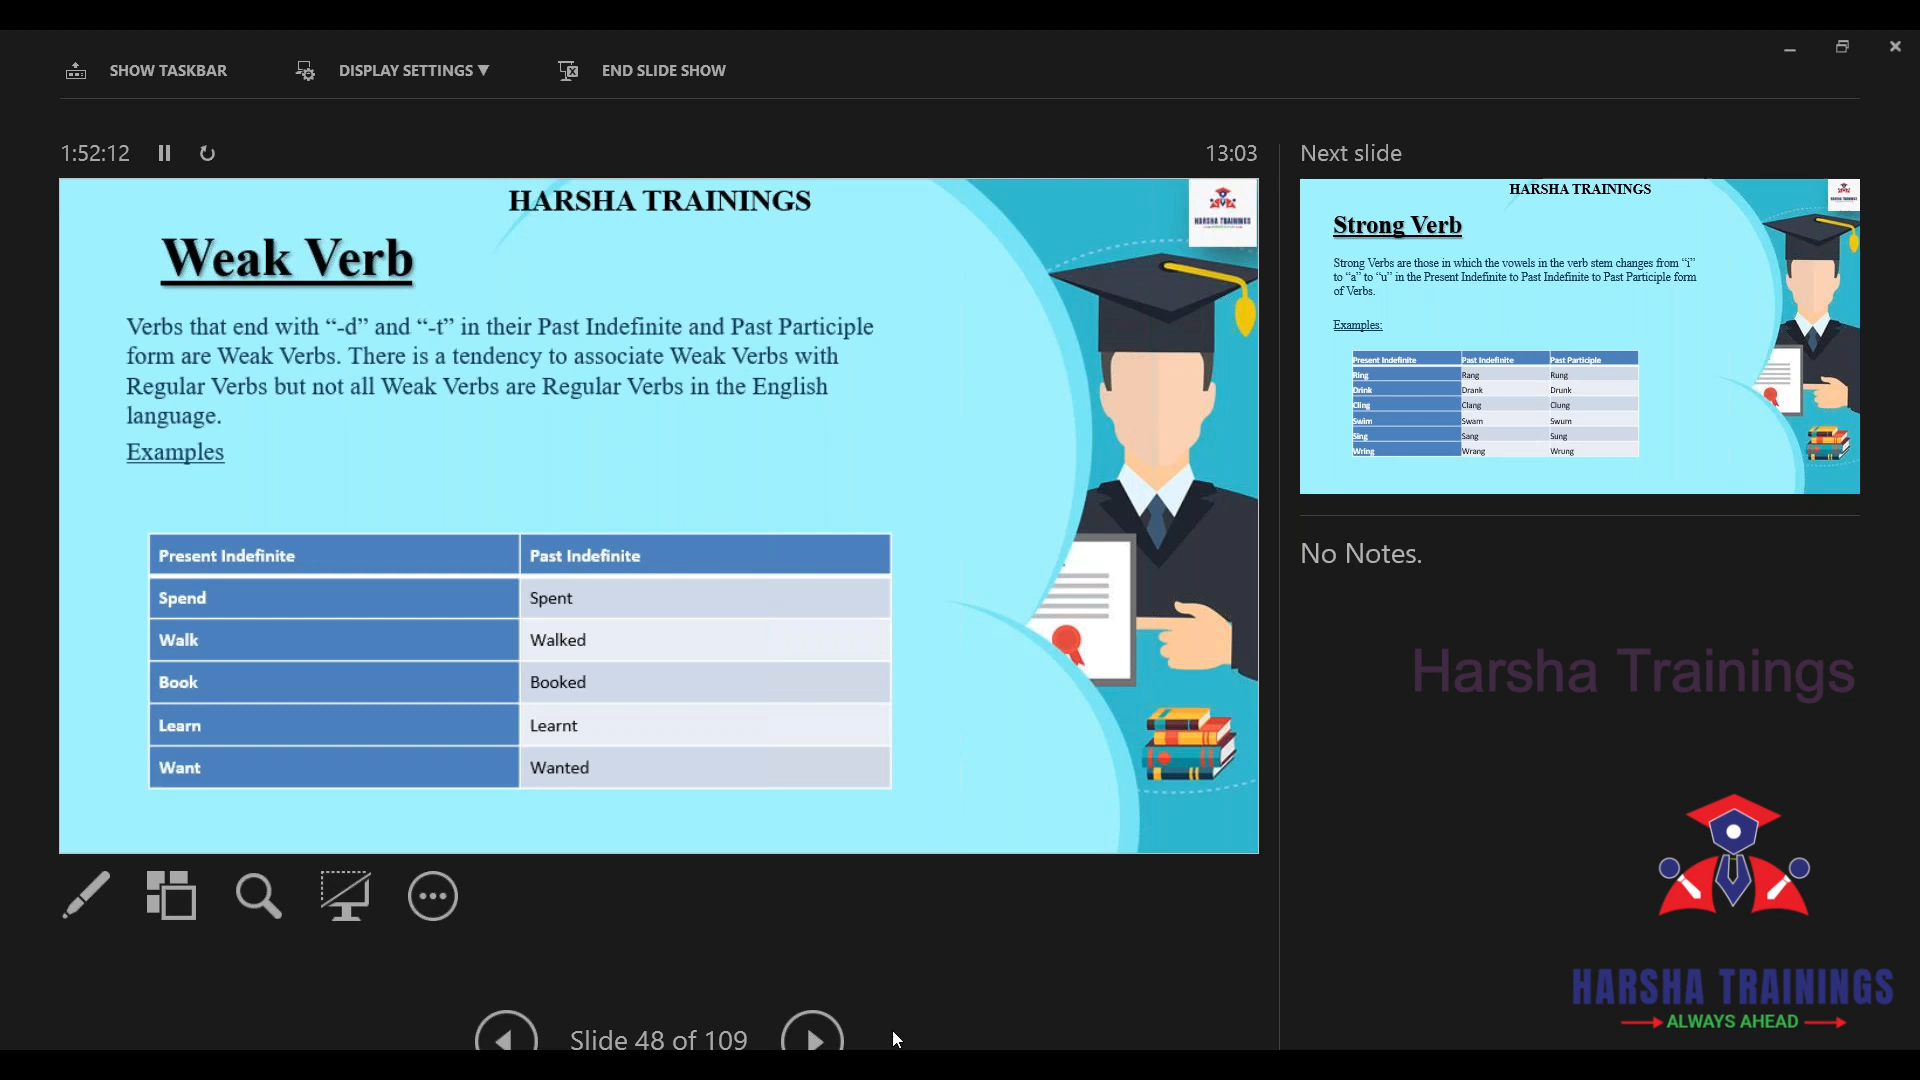 SHOW TASKBAR
DISPLAY SETTINGS ▼
END SLIDE SHOW
1:52:12
13:03
Next slide
HARSHA TRAININGS
HARSHA TRAININGS
Weak Verb
Verbs that end with “-d” and “-t” in their Past Indefinite and Past Participle
form are Weak Verbs. There is a tendency to associate Weak Verbs with
Regular Verbs but not all Weak Verbs are Regular Verbs in the English
language.
Examples
Present Indefinite Past Indefinite
Spend Spent
Walk Walked
Book Booked
Learn Learnt
Want Wanted
HARSHA TRAININGS
Strong Verb
Strong Verbs are those in which the vowels in the verb stem changes from “i”
to “a” to “u” in the Present Indefinite to Past Indefinite to Past Participle form
of Verbs.
Examples:
Present Indefinite Past Indefinite Past Participle
Ring Rang Rung
Drink Drank Drunk
Cling Clang Clung
Swim Swam Swum
Sing Sang Sung
Wring Wrang Wrung
No Notes.
Harsha Trainings
HARSHA TRAININGS
ALWAYS AHEAD
Slide 48 of 109